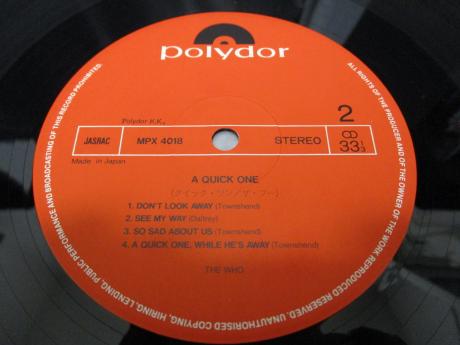 polydor
Polydor K.K.
JASRAC
MPX 4018
STEREO
2
33 1/3
Made in Japan
A QUICK ONE
(クイック・ワン/ザ・フー)
1. DON'T LOOK AWAY (Townshend)
2. SEE MY WAY (Daltrey)
3. SO SAD ABOUT US (Townshend)
4. A QUICK ONE, WHILE HE'S AWAY (Townshend)
THE WHO
ALL RIGHTS OF THE PRODUCER AND OF THE OWNER OF THE WORK REPRODUCED RESERVED. UNAUTHORISED COPYING, HIRING, LENDING, PUBLIC PERFORMANCE AND BROADCASTING OF THIS RECORD PROHIBITED.